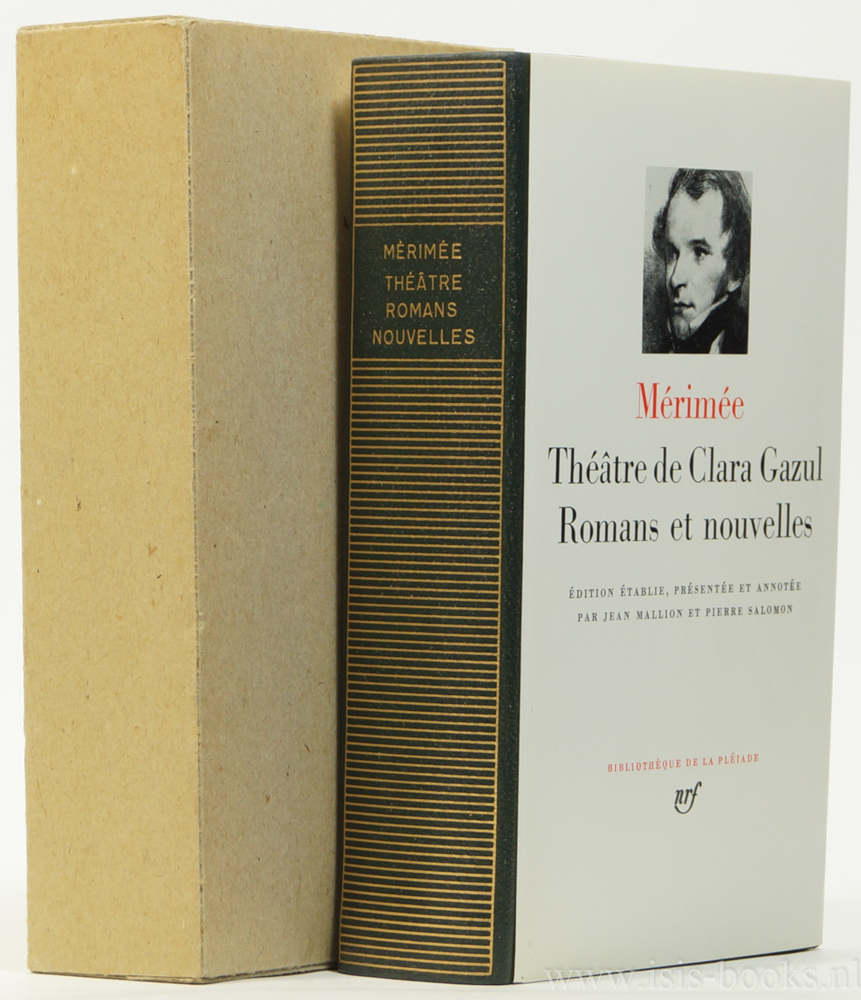 MÉRIMÉE
THÉÂTRE
ROMANS
NOUVELLES
Mérimée
Théâtre de Clara Gazul
Romans et nouvelles
ÉDITION ÉTABLIE, PRÉSENTÉE ET ANNOTÉE
PAR JEAN MALLION ET PIERRE SALOMON
BIBLIOTHÈQUE DE LA PLÉIADE
nrf
www.isis-books.nl